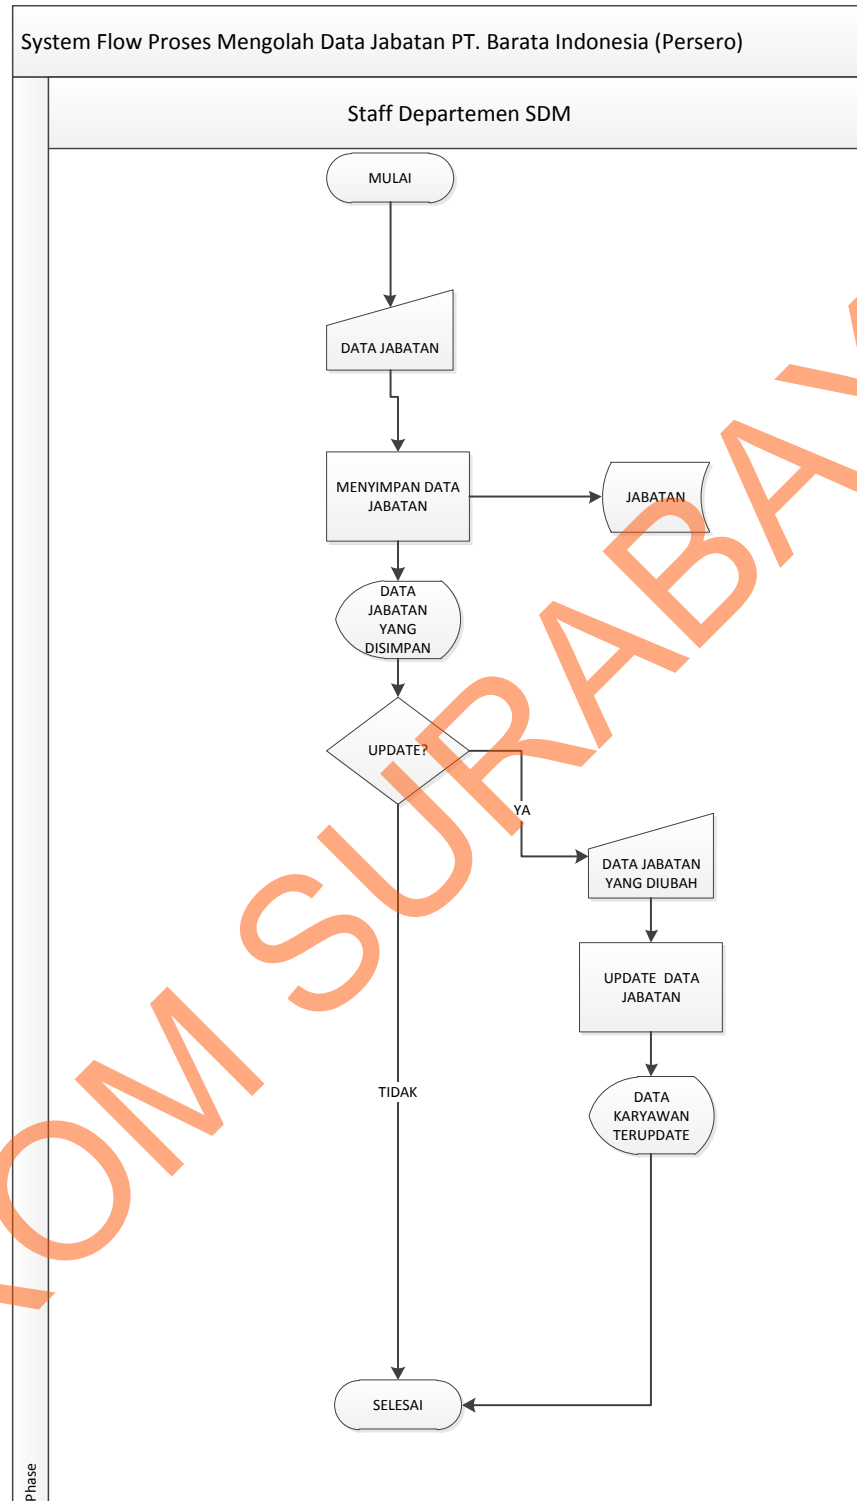 System Flow Proses Mengolah Data Jabatan PT. Barata Indonesia (Persero)
Staff Departemen SDM
MULAI
DATA JABATAN
MENYIMPAN DATA
JABATAN
JABATAN
DATA
JABATAN
YANG
DISIMPAN
UPDATE?
YA
DATA JABATAN
YANG DIUBAH
UPDATE  DATA
JABATAN
TIDAK
DATA
KARYAWAN
TERUPDATE
SELESAI
Phase
OM SURABAY